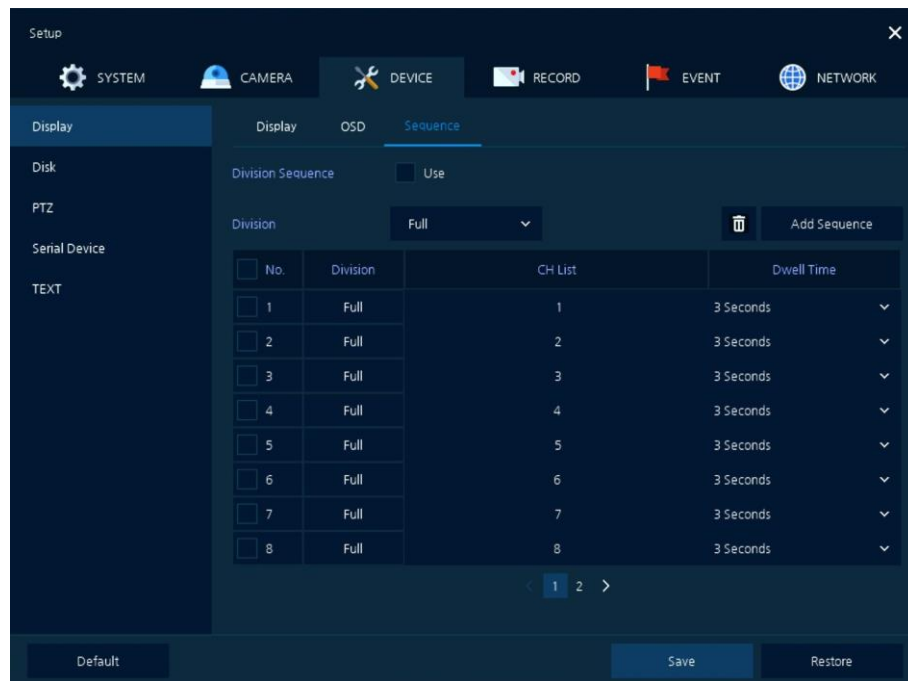 Setup
SYSTEM CAMERA DEVICE RECORD EVENT NETWORK
Display Display OSD Sequence
Disk Division Sequence Use
PTZ Division Full Add Sequence
Serial Device
No. Division CH List Dwell Time
TEXT
1 Full 1 3 Seconds
2 Full 2 3 Seconds
3 Full 3 3 Seconds
4 Full 4 3 Seconds
5 Full 5 3 Seconds
6 Full 6 3 Seconds
7 Full 7 3 Seconds
8 Full 8 3 Seconds
< 1 2 >
Default Save Restore